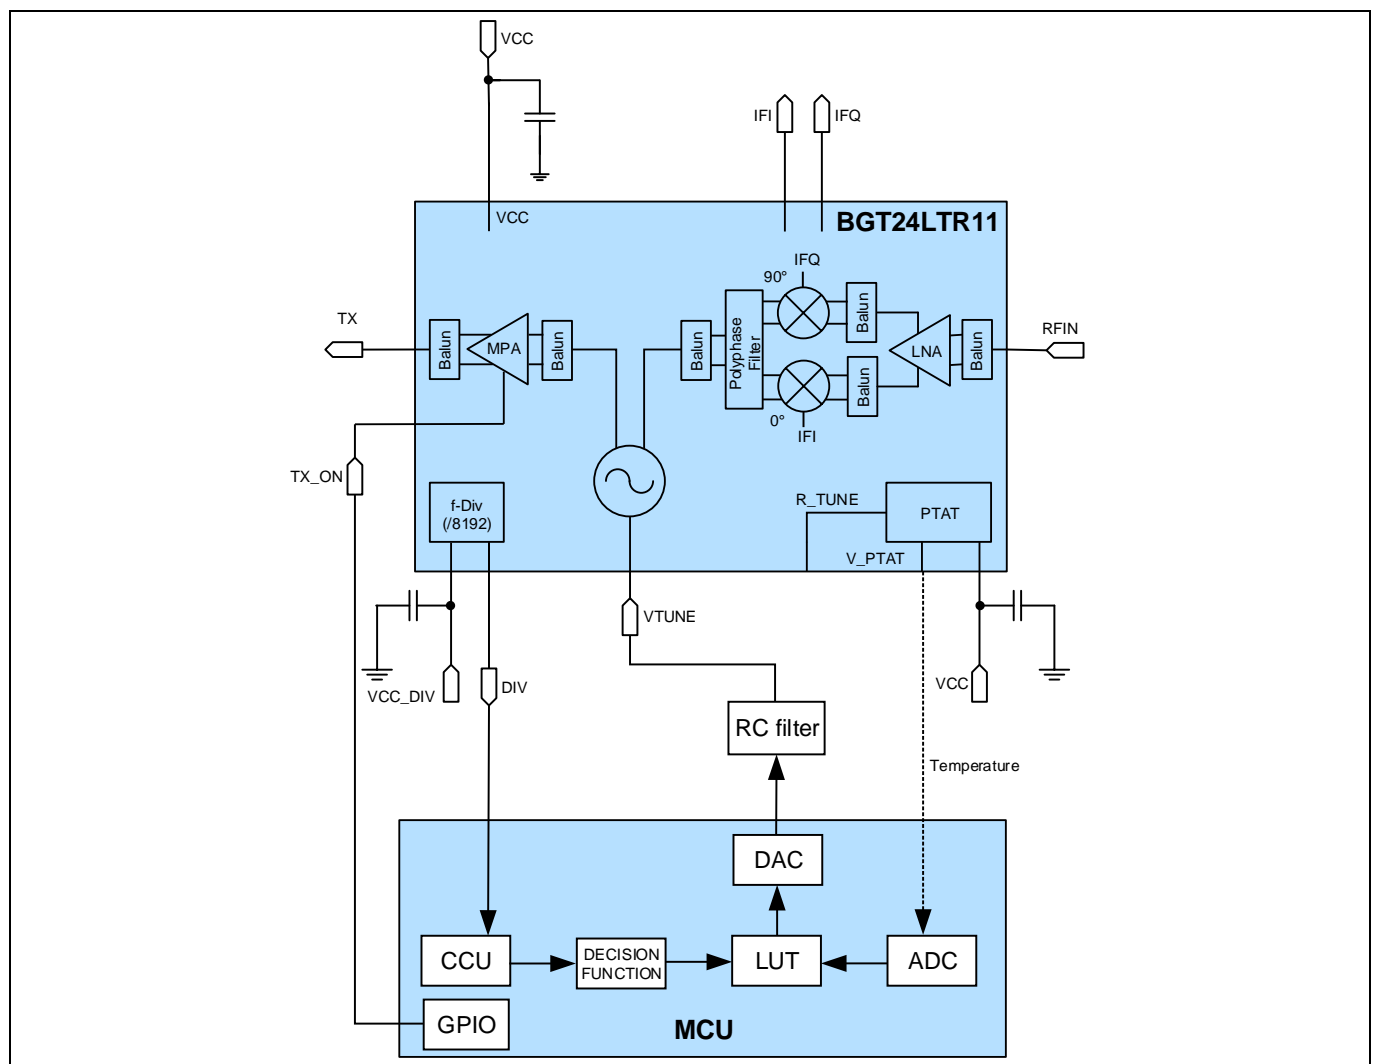 VCC
IFI
IFQ
VCC
BGT24LTR11
IFQ
90°
Balun
TX
Balun
MPA
Balun
Balun
Polyphase
Filter
LNA
Balun
RFIN
Balun
0°
IFI
TX_ON
f-Div
(/8192)
R_TUNE
PTAT
V_PTAT
VTUNE
VCC_DIV
DIV
VCC
RC filter
Temperature
DAC
CCU
DECISION
FUNCTION
LUT
ADC
GPIO
MCU